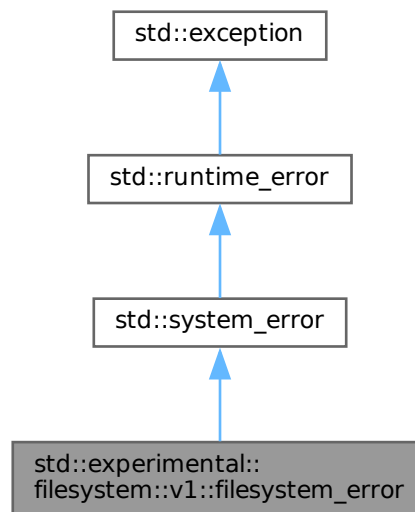 std::exception
std::runtime_error
std::system_error
std::experimental::
filesystem::v1::filesystem_error